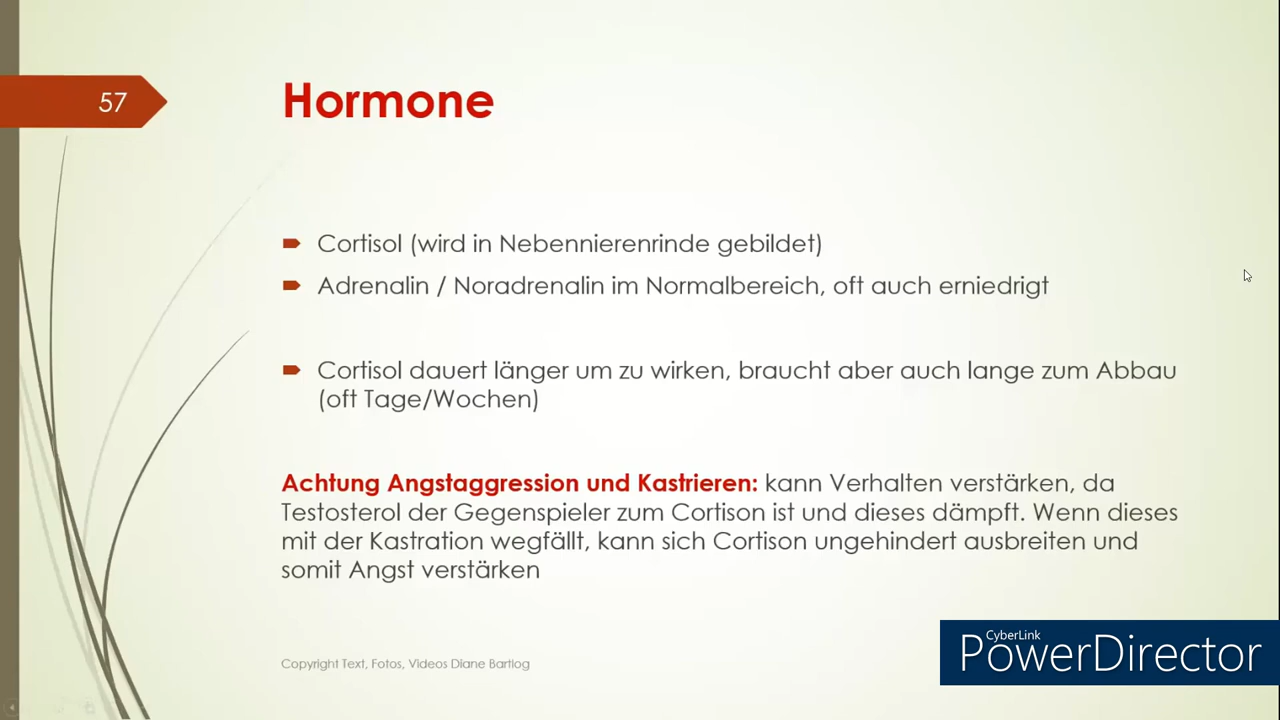 57
Hormone
Cortisol (wird in Nebennierenrinde gebildet)
Adrenalin / Noradrenalin im Normalbereich, oft auch erniedrigt
Cortisol dauert länger um zu wirken, braucht aber auch lange zum Abbau
(oft Tage/Wochen)
Achtung Angstaggression und Kastrieren: kann Verhalten verstärken, da
Testosterol der Gegenspieler zum Cortison ist und dieses dämpft. Wenn dieses
mit der Kastration wegfällt, kann sich Cortison ungehindert ausbreiten und
somit Angst verstärken
Copyright Text, Fotos, Videos Diane Bartlog
CyberLink
PowerDirector